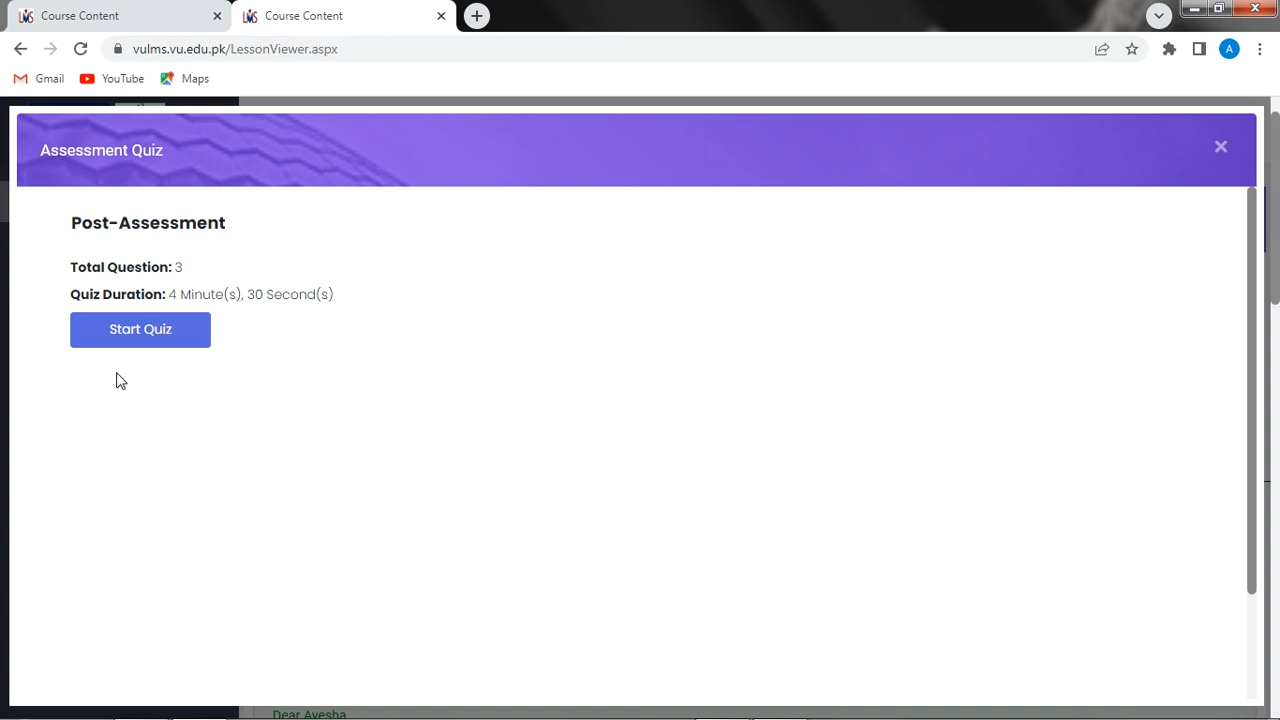 Course Content
Course Content
vulms.vu.edu.pk/LessonViewer.aspx
A
Gmail
YouTube
Maps
Assessment Quiz
Post-Assessment
Total Question: 3
Quiz Duration: 4 Minute(s), 30 Second(s)
Start Quiz
Dear Ayesha